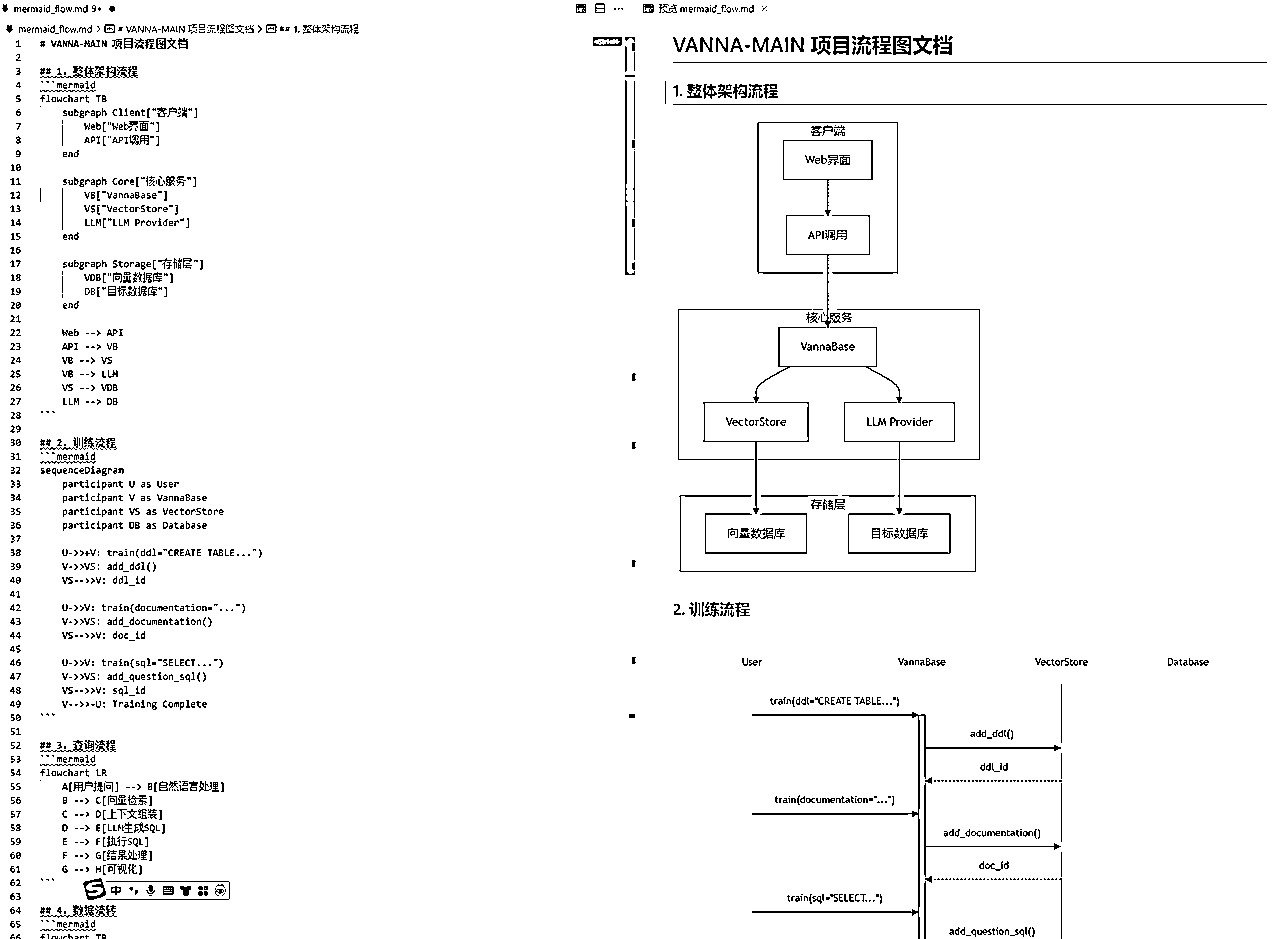 mermaid_flow.md 9+ ●
mermaid_flow.md > # VANNA-MAIN 项目流程图文档 > ## 1. 整体架构流程
1 # VANNA-MAIN 项目流程图文档
2
3 ## 1. 整体架构流程
4 ```mermaid
5 flowchart TB
6 subgraph Client["客户端"]
7 Web["Web界面"]
8 API["API调用"]
9 end
10
11 subgraph Core["核心服务"]
12 VB["VannaBase"]
13 VS["VectorStore"]
14 LLM["LLM Provider"]
15 end
16
17 subgraph Storage["存储层"]
18 VDB["向量数据库"]
19 DB["目标数据库"]
20 end
21
22 Web --> API
23 API --> VB
24 VB --> VS
25 VB --> LLM
26 VS --> VDB
27 LLM --> DB
28 ```
29
30 ## 2. 训练流程
31 ```mermaid
32 sequenceDiagram
33 participant U as User
34 participant V as VannaBase
35 participant VS as VectorStore
36 participant DB as Database
37
38 U->>+V: train(ddl="CREATE TABLE...")
39 V->>VS: add_ddl()
40 VS-->>V: ddl_id
41
42 U->>V: train(documentation="...")
43 V->>VS: add_documentation()
44 VS-->>V: doc_id
45
46 U->>V: train(sql="SELECT...")
47 V->>VS: add_question_sql()
48 VS-->>V: sql_id
49 V-->>-U: Training Complete
50 ```
51
52 ## 3. 查询流程
53 ```mermaid
54 flowchart LR
55 A[用户提问] --> B[自然语言处理]
56 B --> C[向量检索]
57 C --> D[上下文组装]
58 D --> E[LLM生成SQL]
59 E --> F[执行SQL]
60 F --> G[结果处理]
61 G --> H[可视化]
62 ```
63
64 ## 4. 数据流转
65 ```mermaid
66 flowchart TB
S 中
预览 mermaid_flow.md ×
VANNA-MAIN 项目流程图文档
1. 整体架构流程
客户端
Web界面
API调用
核心服务
VannaBase
VectorStore LLM Provider
存储层
向量数据库 目标数据库
2. 训练流程
User VannaBase VectorStore Database
train(ddl="CREATE TABLE...")
add_ddl()
ddl_id
train(documentation="...")
add_documentation()
doc_id
train(sql="SELECT...")
add_question_sql()